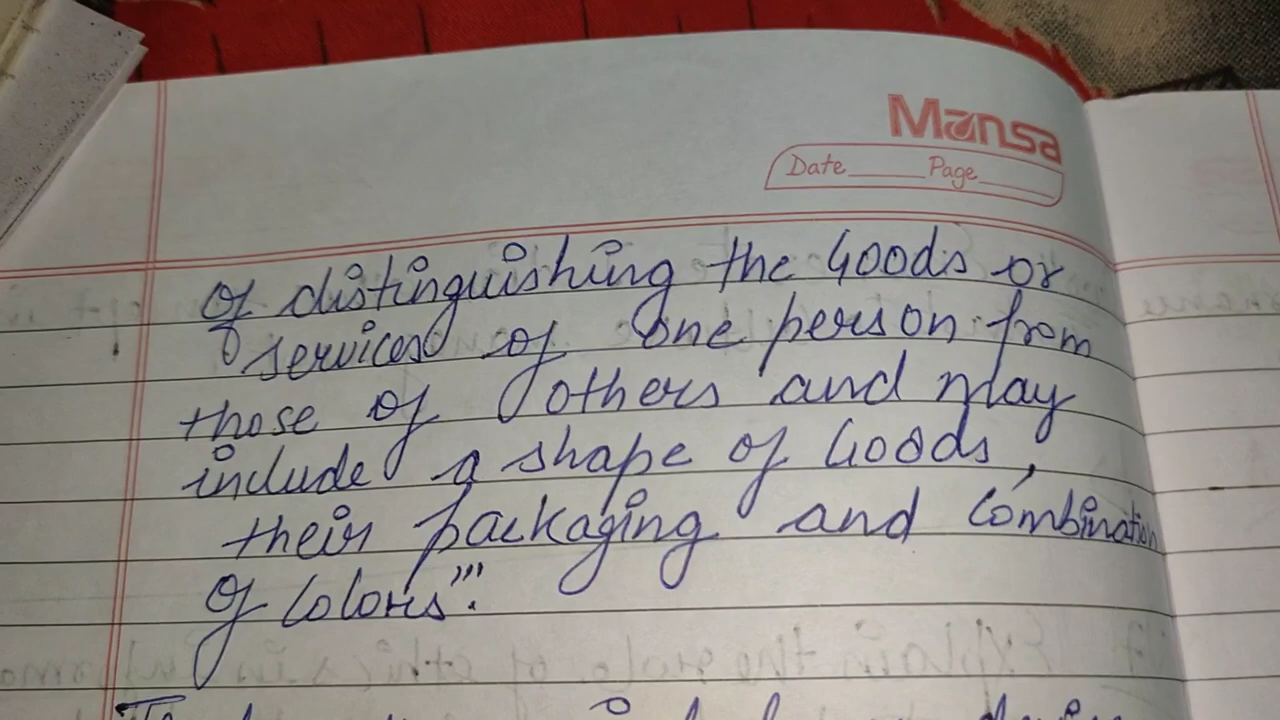 Mansa
Date Page
of distinguishing the Goods or
services of one person from
those of others and may
include a shape of Goods,
their packaging and Combination
of Colors"'.